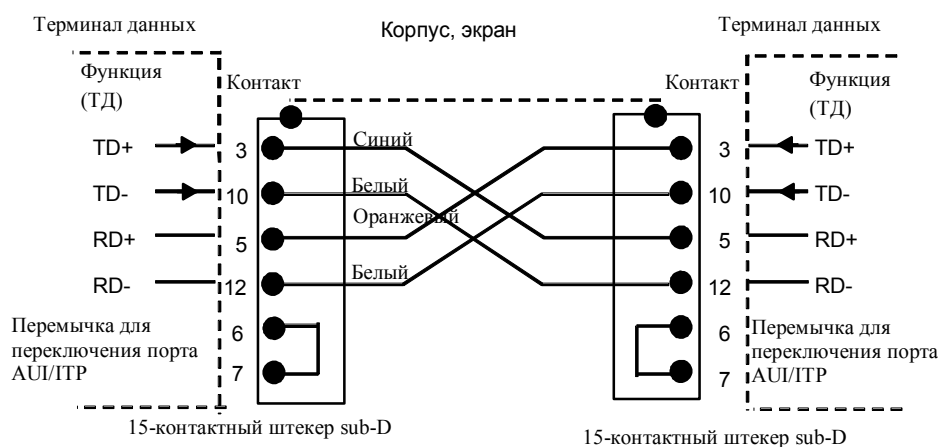 Терминал данных
Корпус, экран
Терминал данных
Функция
(ТД)
Контакт
Контакт
Функция
(ТД)
TD+
3
Синий
3
TD+
TD-
10
Белый
10
TD-
Оранжевый
RD+
5
5
RD+
RD-
12
Белый
12
RD-
6
6
Перемычка для
переключения порта
AUI/ITP
7
7
Перемычка для
переключения порта
AUI/ITP
15-контактный штекер sub-D
15-контактный штекер sub-D